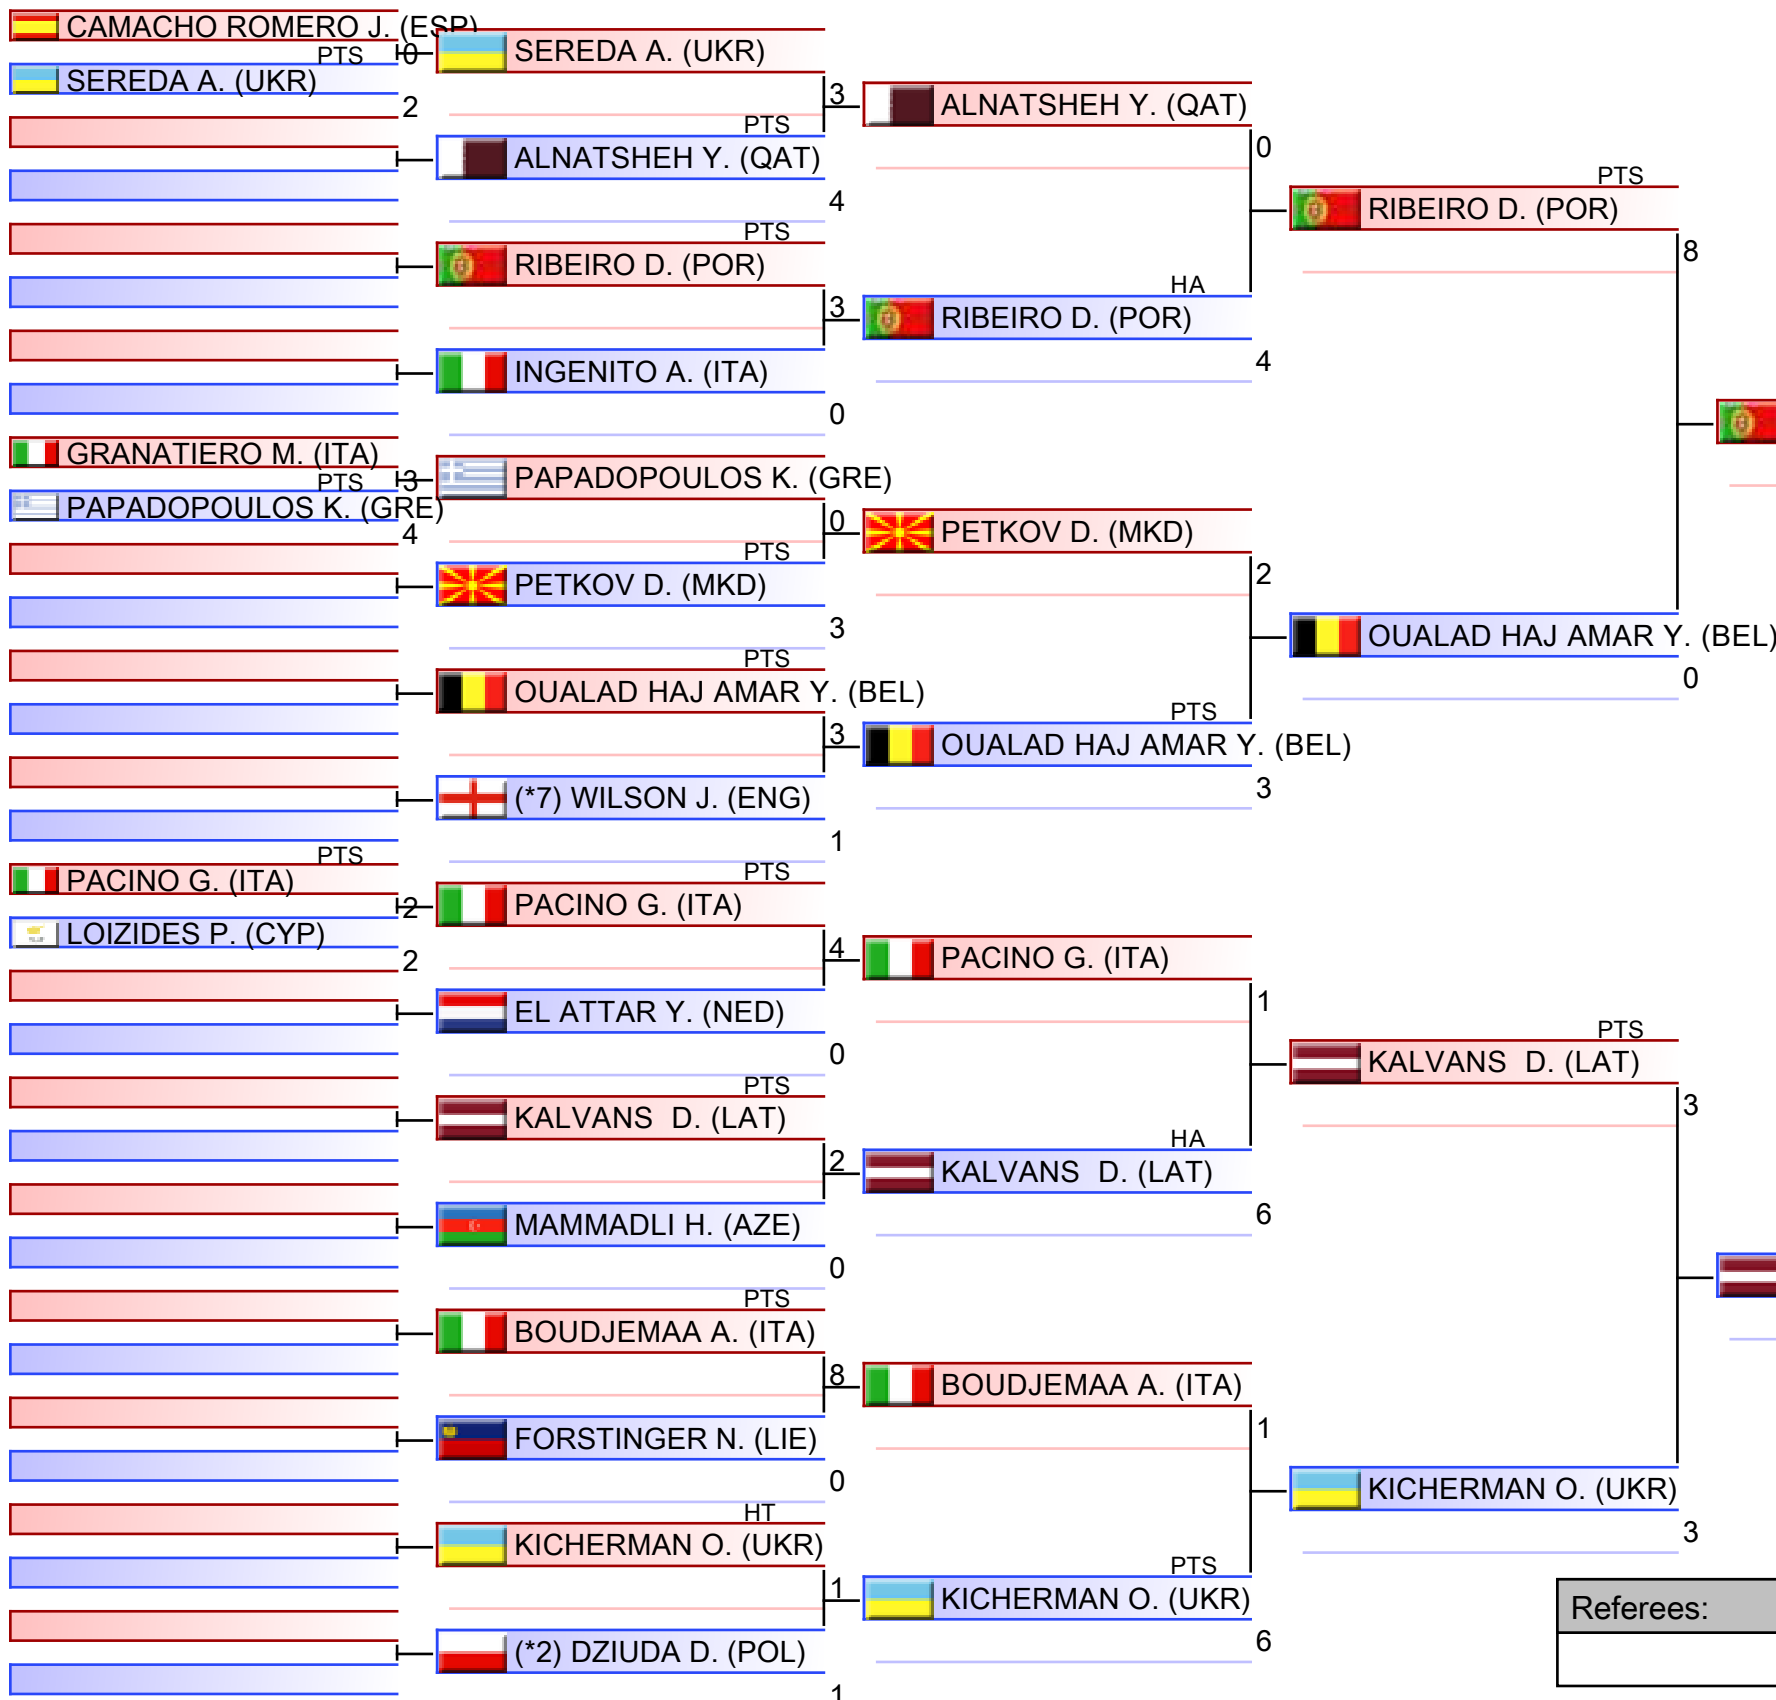 CAMACHO ROMERO J. (ESP)
PTS 0
SEREDA A. (UKR)
2
GRANATIERO M. (ITA)
PTS 3
PAPADOPOULOS K. (GRE)
4
PTS
PACINO G. (ITA)
2
LOIZIDES P. (CYP)
2
SEREDA A. (UKR)
3
PTS
ALNATSHEH Y. (QAT)
4
PTS
RIBEIRO D. (POR)
3
INGENITO A. (ITA)
0
PAPADOPOULOS K. (GRE)
0
PTS
PETKOV D. (MKD)
3
PTS
OUALAD HAJ AMAR Y. (BEL)
3
(*7) WILSON J. (ENG)
1
PTS
PACINO G. (ITA)
4
EL ATTAR Y. (NED)
0
PTS
KALVANS  D. (LAT)
2
MAMMADLI H. (AZE)
0
PTS
BOUDJEMAA A. (ITA)
8
FORSTINGER N. (LIE)
0
HT
KICHERMAN O. (UKR)
1
(*2) DZIUDA D. (POL)
1
ALNATSHEH Y. (QAT)
0
HA
RIBEIRO D. (POR)
4
PETKOV D. (MKD)
2
PTS
OUALAD HAJ AMAR Y. (BEL)
3
PACINO G. (ITA)
1
HA
KALVANS  D. (LAT)
6
BOUDJEMAA A. (ITA)
1
PTS
KICHERMAN O. (UKR)
6
PTS
RIBEIRO D. (POR)
8
OUALAD HAJ AMAR Y. (BEL)
0
PTS
KALVANS  D. (LAT)
3
KICHERMAN O. (UKR)
3
Referees: